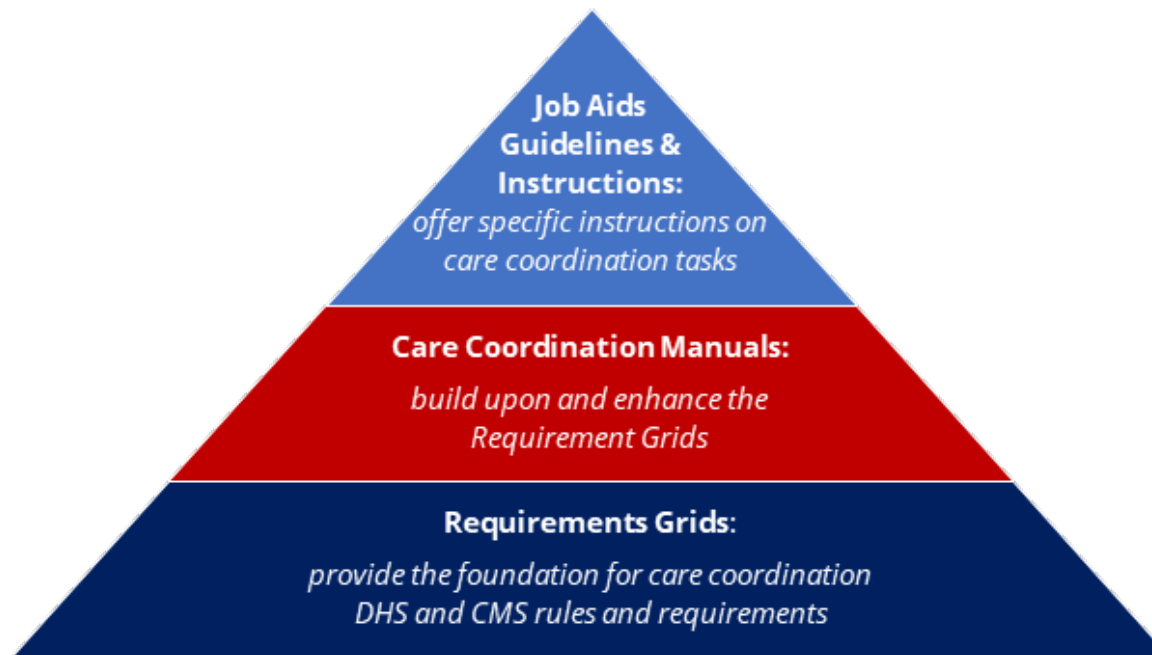 Job Aids
Guidelines &
Instructions:
offer specific instructions on
care coordination tasks
Care Coordination Manuals:
build upon and enhance the
Requirement Grids
Requirements Grids:
provide the foundation for care coordination
DHS and CMS rules and requirements